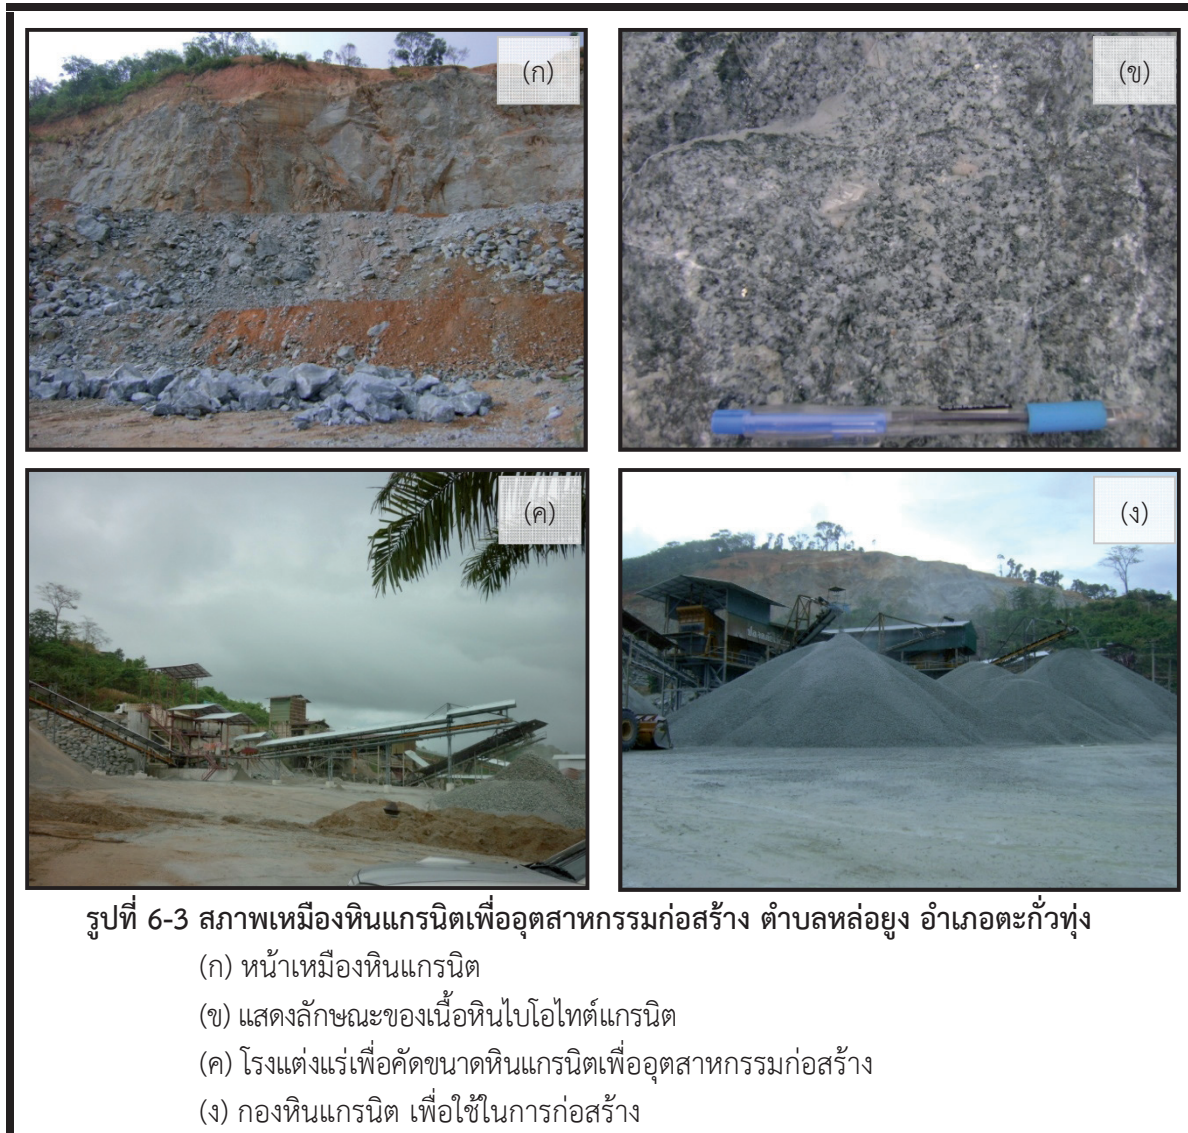 (ก)
(ข)
(ค)
(ง)
รูปที่ 6-3 สภาพเหมืองหินแกรนิตเพื่ออุตสาหกรรมก่อสร้าง ตำบลหล่อยูง อำเภอตะกั่วทุ่ง
(ก) หน้าเหมืองหินแกรนิต
(ข) แสดงลักษณะของเนื้อหินไบโอไทต์แกรนิต
(ค) โรงแต่งแร่เพื่อคัดขนาดหินแกรนิตเพื่ออุตสาหกรรมก่อสร้าง
(ง) กองหินแกรนิต เพื่อใช้ในการก่อสร้าง